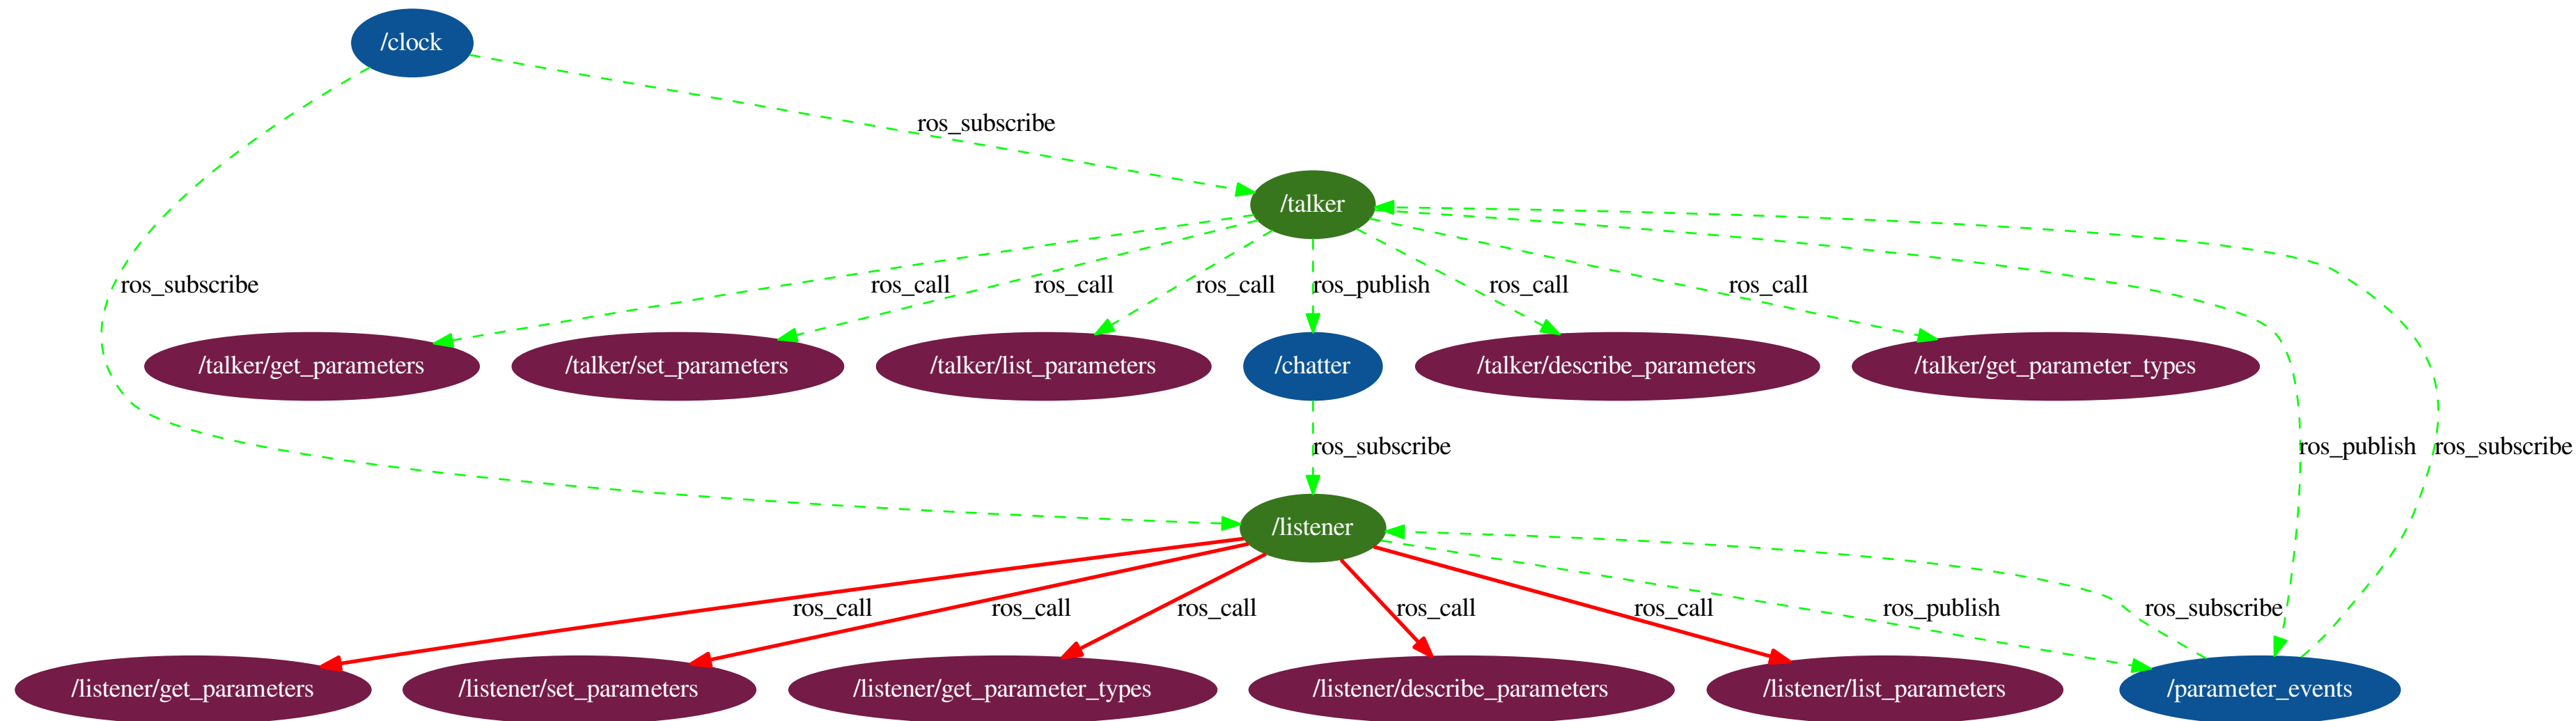 /clock
ros_subscribe
/talker
ros_subscribe
ros_call
ros_call
ros_call
ros_publish
ros_call
ros_call
/talker/get_parameters
/talker/set_parameters
/talker/list_parameters
/chatter
/talker/describe_parameters
/talker/get_parameter_types
ros_subscribe
ros_publish
ros_subscribe
/listener
ros_call
ros_call
ros_call
ros_call
ros_call
ros_publish
ros_subscribe
/listener/get_parameters
/listener/set_parameters
/listener/get_parameter_types
/listener/describe_parameters
/listener/list_parameters
/parameter_events